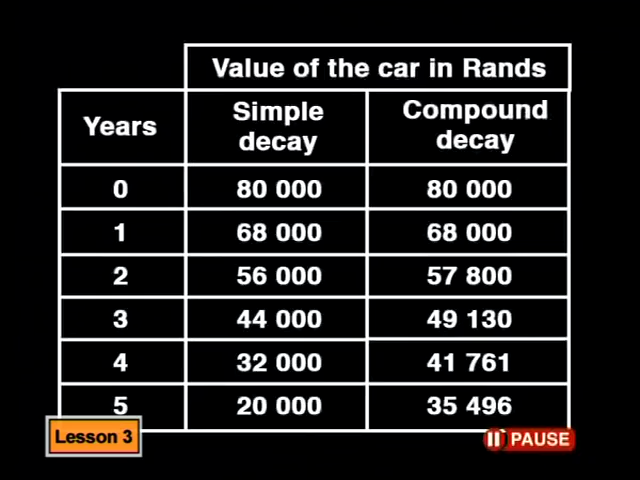 Value of the car in Rands
Years Simple decay Compound decay
0 80 000 80 000
1 68 000 68 000
2 56 000 57 800
3 44 000 49 130
4 32 000 41 761
5 20 000 35 496
Lesson 3
PAUSE